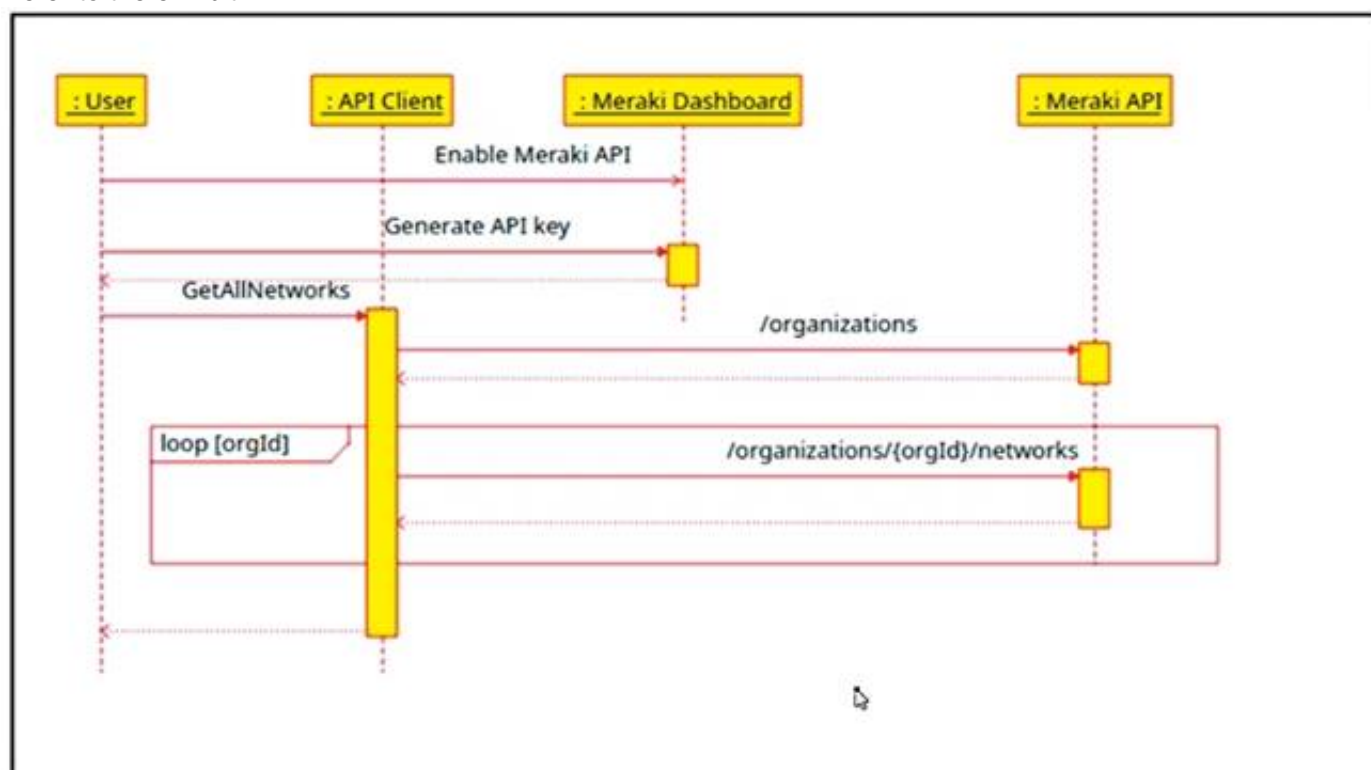 : User
: API Client
: Meraki Dashboard
: Meraki API
Enable Meraki API
Generate API key
GetAllNetworks
/organizations
loop [orgId]
/organizations/{orgId}/networks